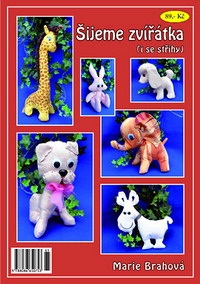 89,- Kč
Šijeme zvířátka
(i se střihy)
Marie Brahová